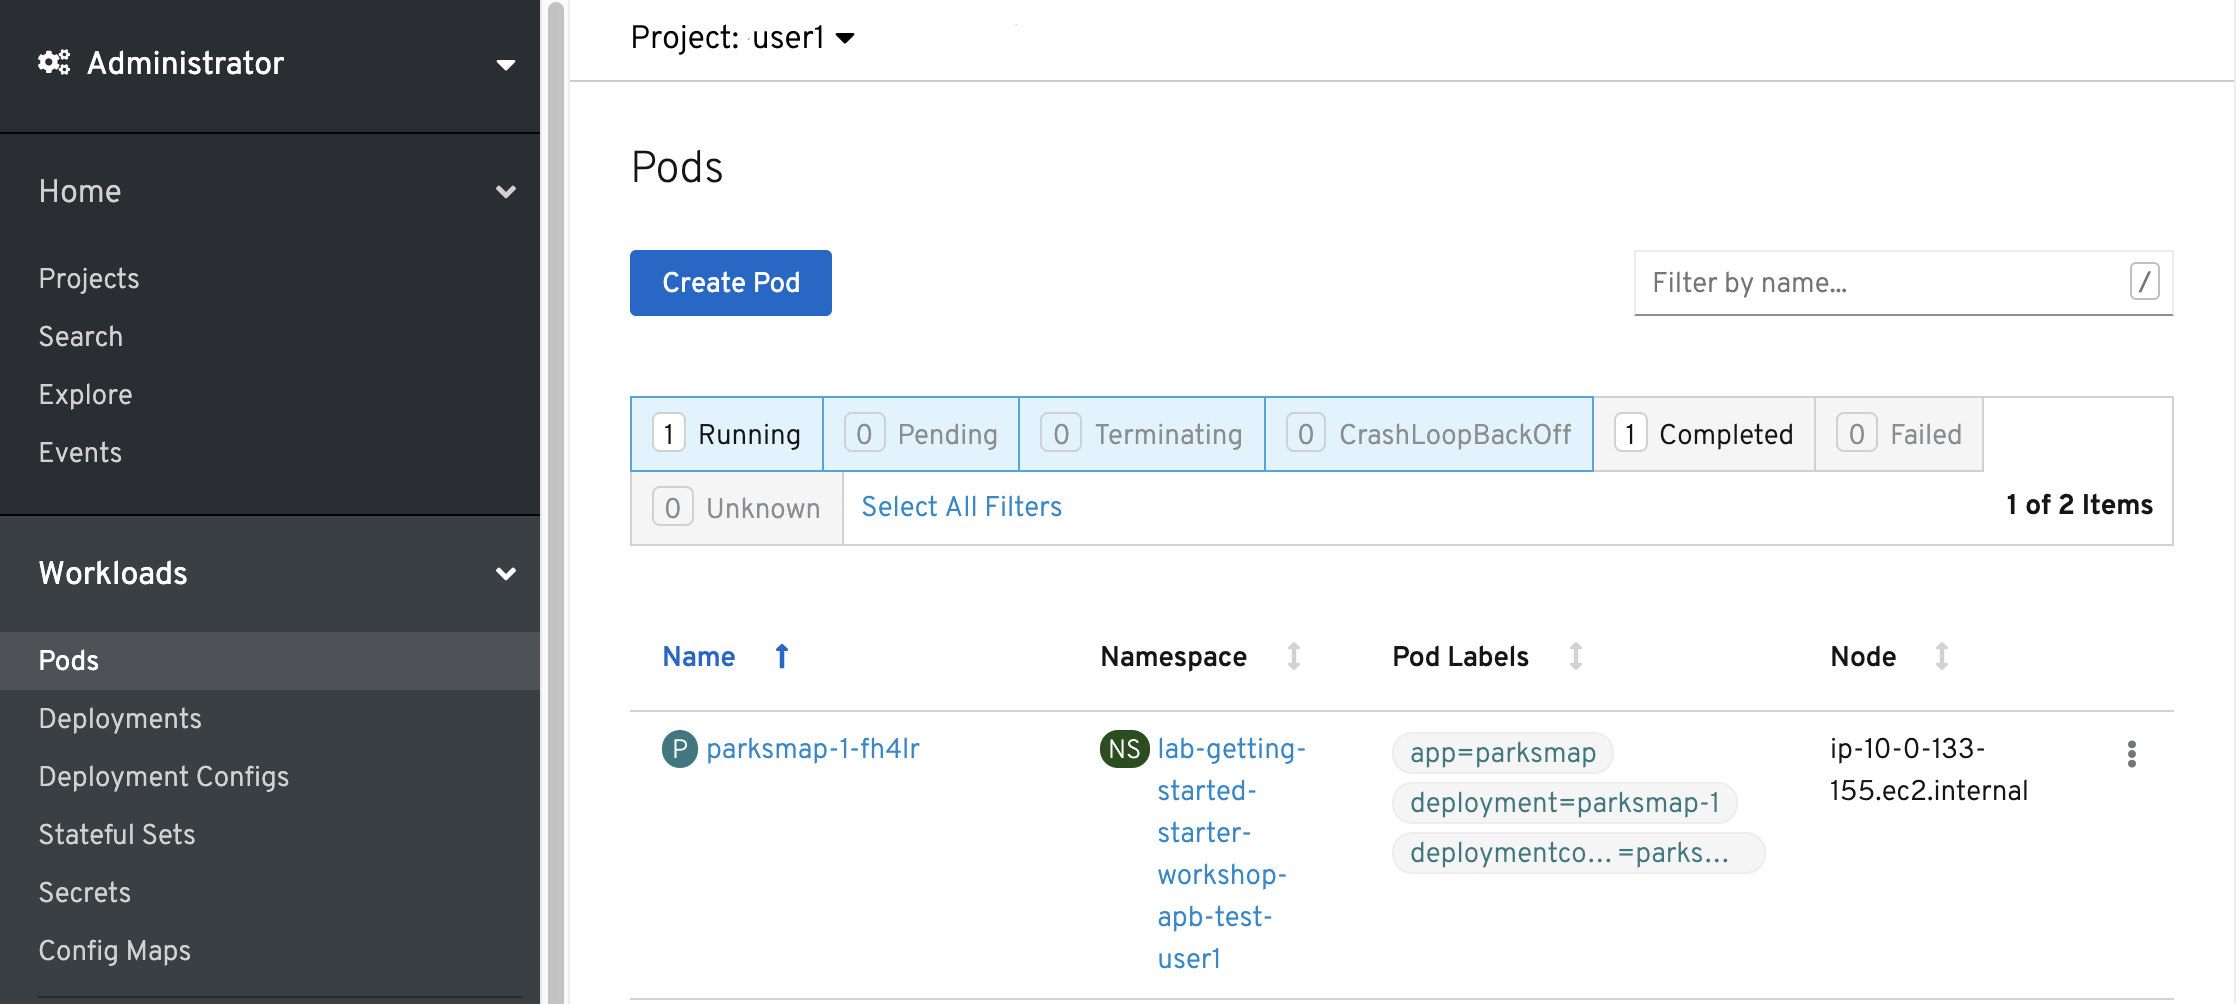 Administrator
Home
Projects
Search
Explore
Events
Workloads
Pods
Deployments
Deployment Configs
Stateful Sets
Secrets
Config Maps
Project: user1
Pods
Create Pod
Filter by name...
/
1 Running 0 Pending 0 Terminating 0 CrashLoopBackOff 1 Completed 0 Failed
0 Unknown Select All Filters 1 of 2 Items
Name Namespace Pod Labels Node
P parksmap-1-fh4lr
NS lab-getting-
started-
starter-
workshop-
apb-test-
user1
app=parksmap
deployment=parksmap-1
deploymentco... =parks...
ip-10-0-133-
155.ec2.internal